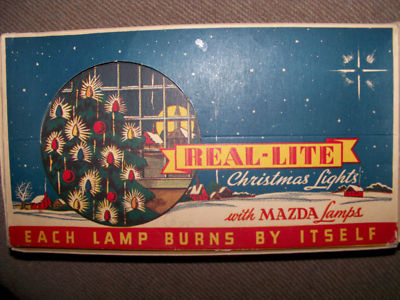 REAL-LITE
Christmas Lights
with MAZDA Lamps
EACH LAMP BURNS BY ITSELF